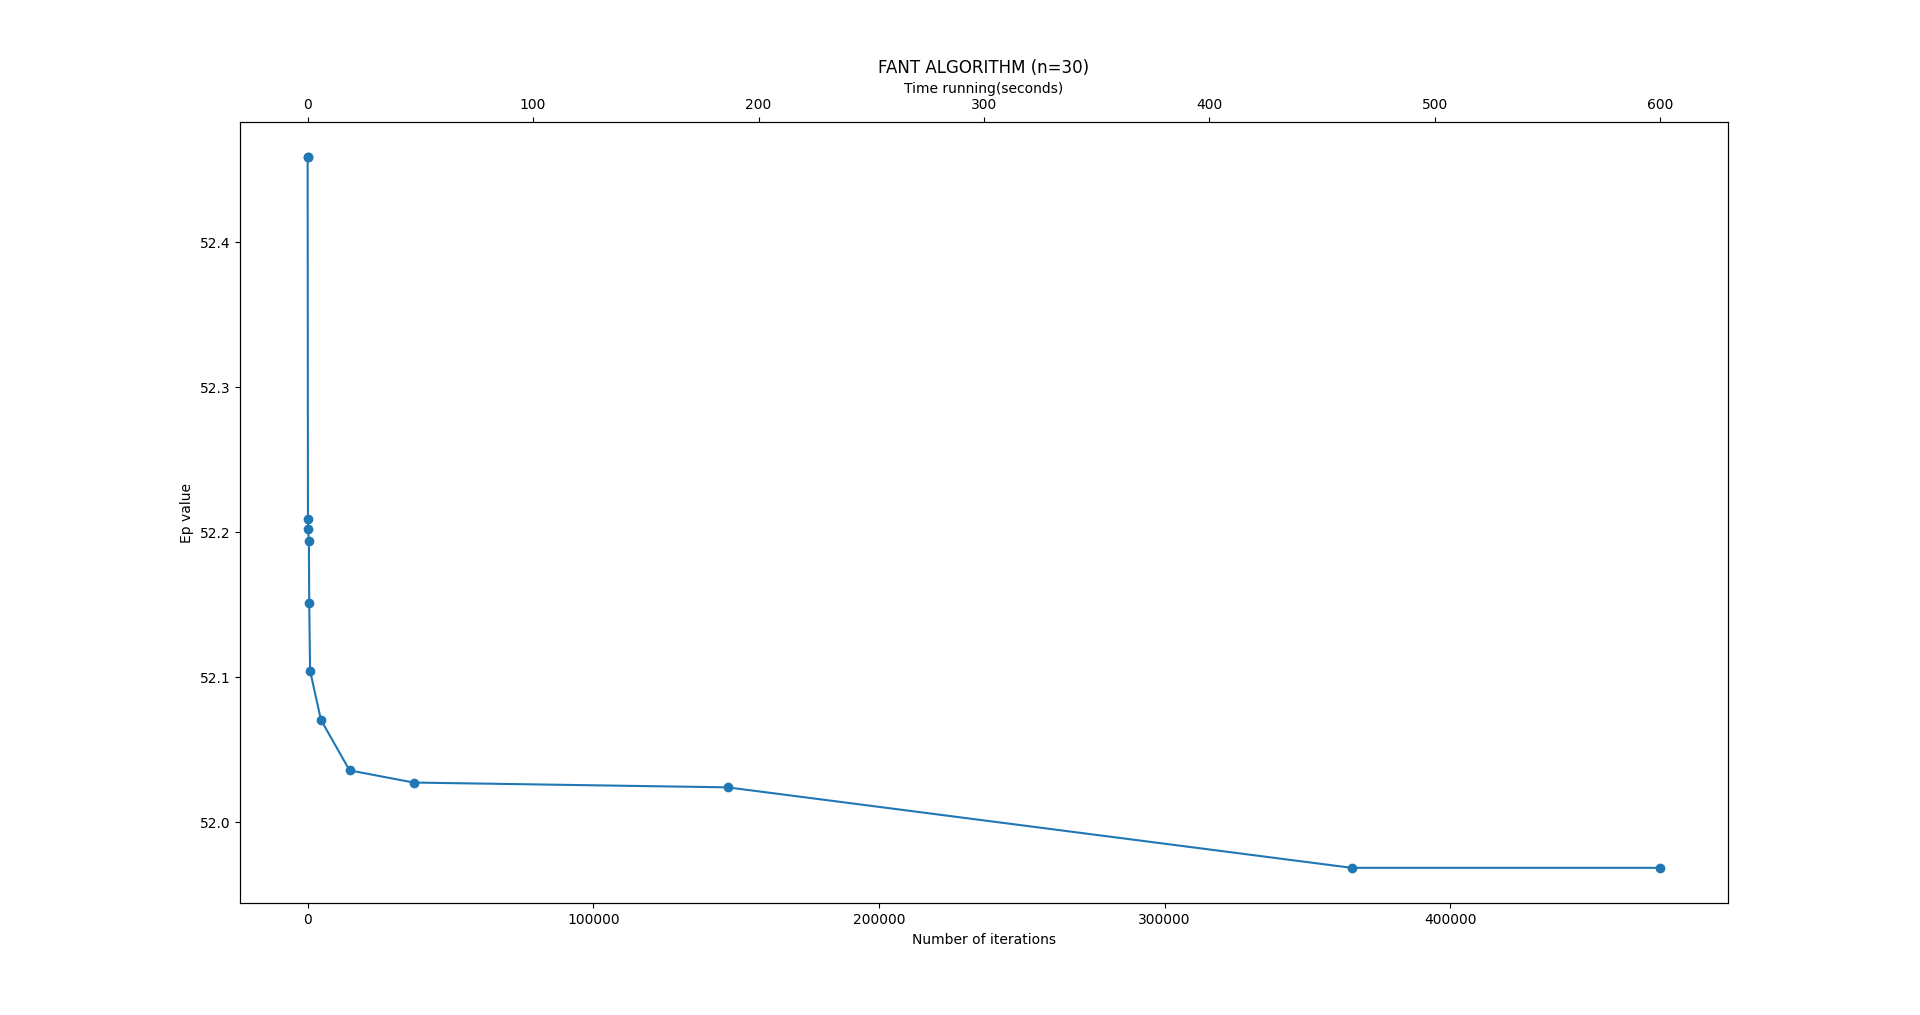 FANT ALGORITHM (n=30)
Time running(seconds)
0 100 200 300 400 500 600
52.4
52.3
52.2
52.1
52.0
Ep value
0 100000 200000 300000 400000
Number of iterations